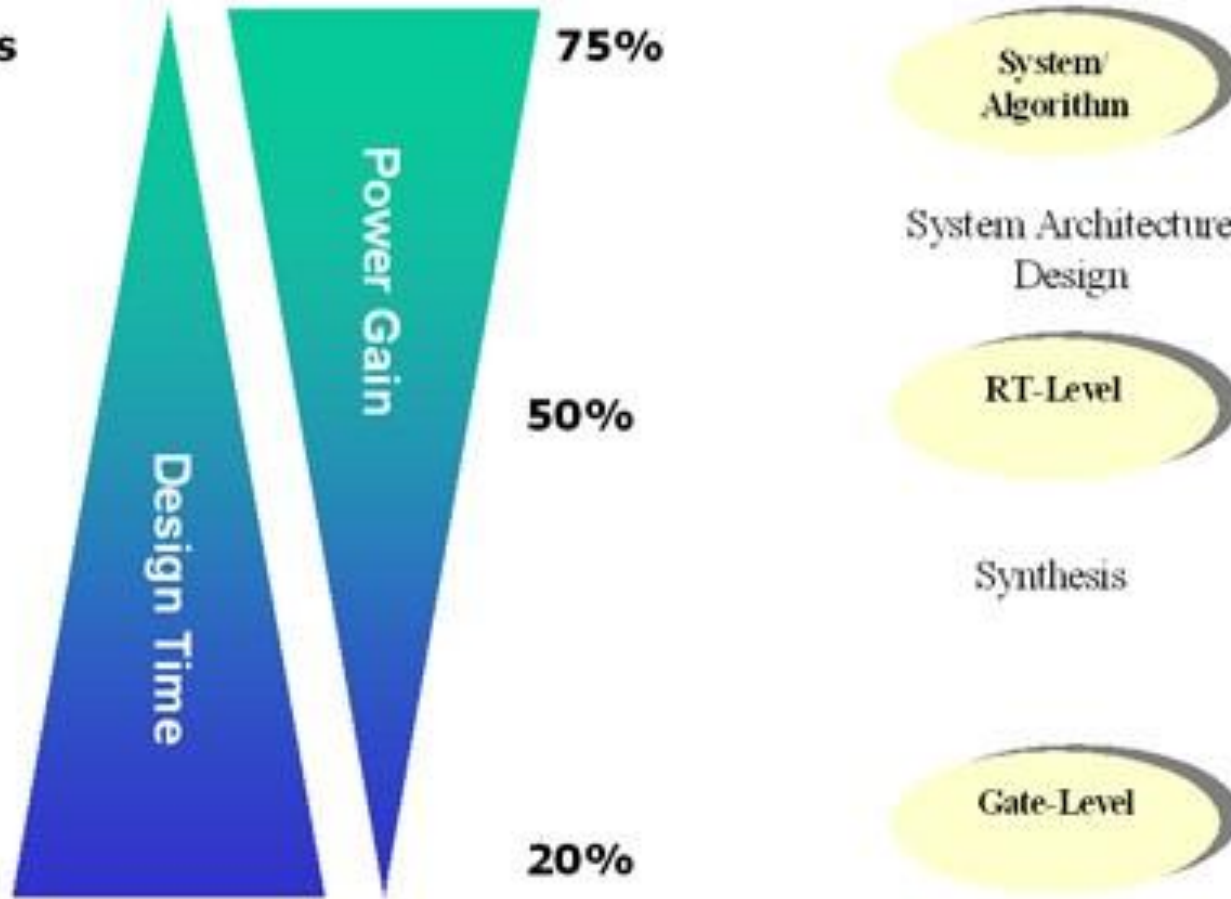 s
75%
Power Gain
50%
Design Time
20%
System/
Algorithm
System Architecture
Design
RT-Level
Synthesis
Gate-Level